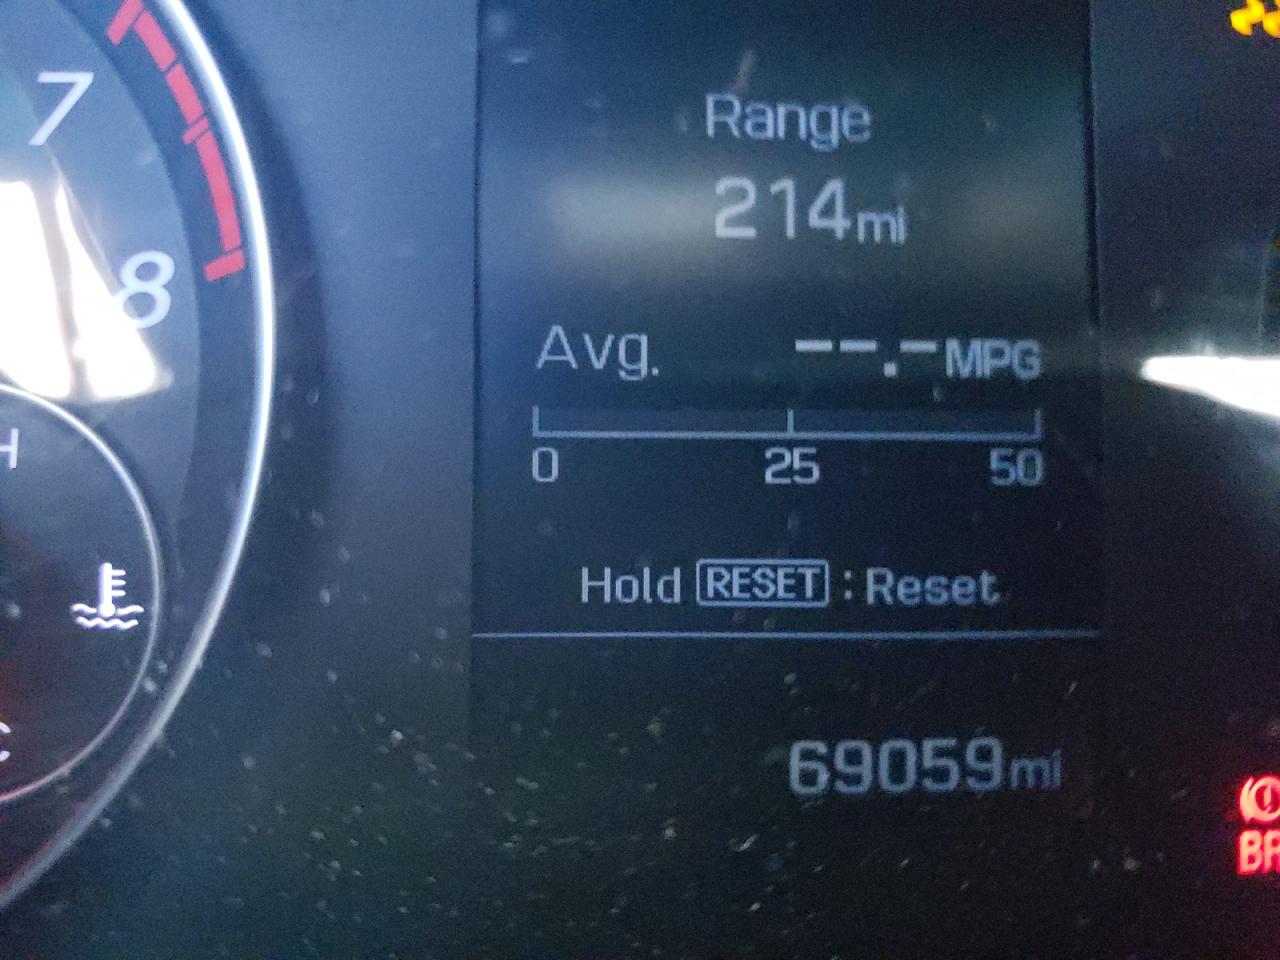 7
8
H
C
Range
214mi
Avg. --.-MPG
0 25 50
Hold RESET : Reset
69059mi